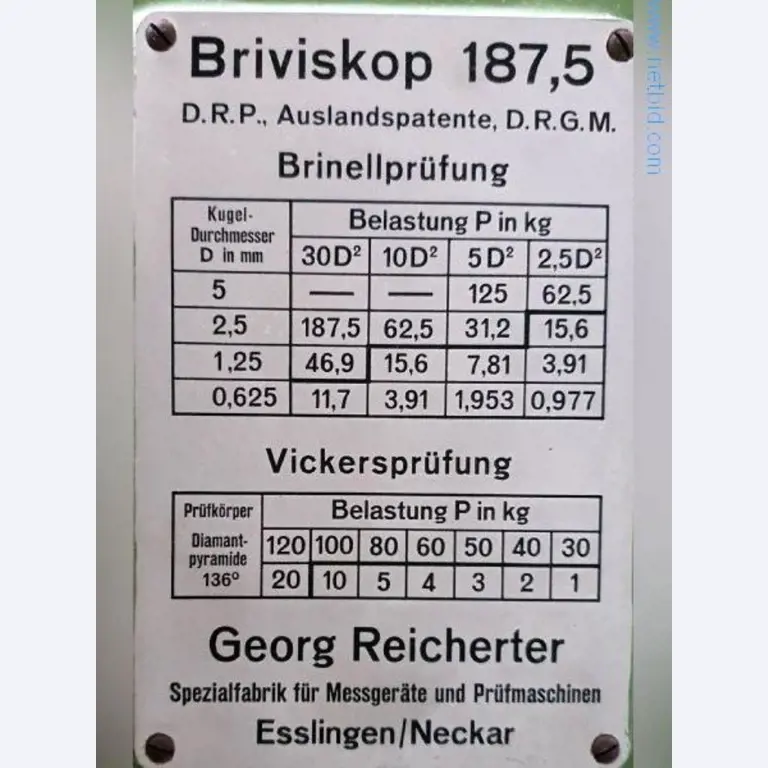 Briviskop 187,5
D.R.P., Auslandspatente, D.R.G.M.
Brinellprüfung
Kugel-
Durchmesser
D in mm
Belastung P in kg
30D² 10D² 5D² 2,5D²
5 — — 125 62,5
2,5 187,5 62,5 31,2 15,6
1,25 46,9 15,6 7,81 3,91
0,625 11,7 3,91 1,953 0,977
Vickersprüfung
Prüfkörper Belastung P in kg
Diamant-
pyramide
136°
120 100 80 60 50 40 30
20 10 5 4 3 2 1
Georg Reicherter
Spezialfabrik für Messgeräte und Prüfmaschinen
Esslingen/Neckar
www.netbid.com